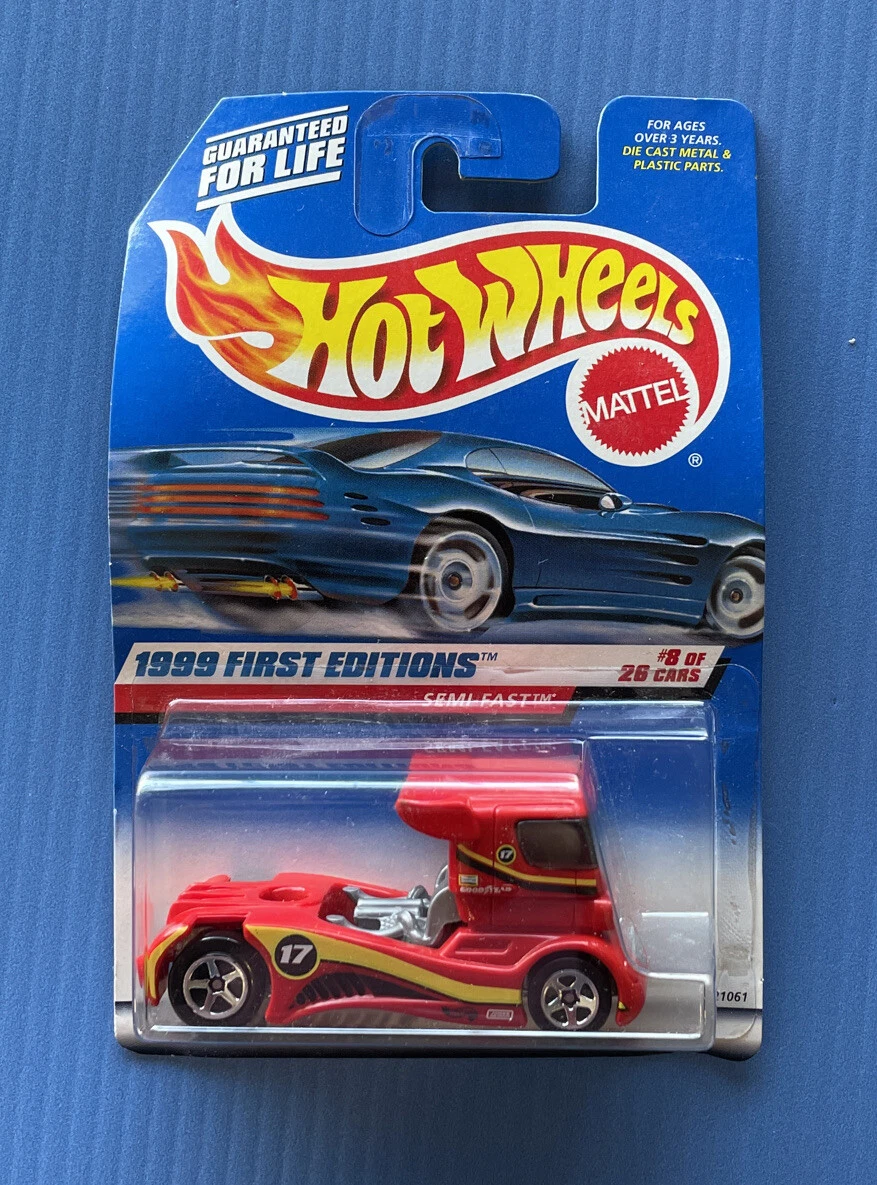 GUARANTEED
FOR LIFE
FOR AGES
OVER 3 YEARS.
DIE CAST METAL &
PLASTIC PARTS.
HOT WHEELS
MATTEL
®
1999 FIRST EDITIONS™
#8 OF
26 CARS
SEMI FAST™
17
GOODYEAR
17
21061